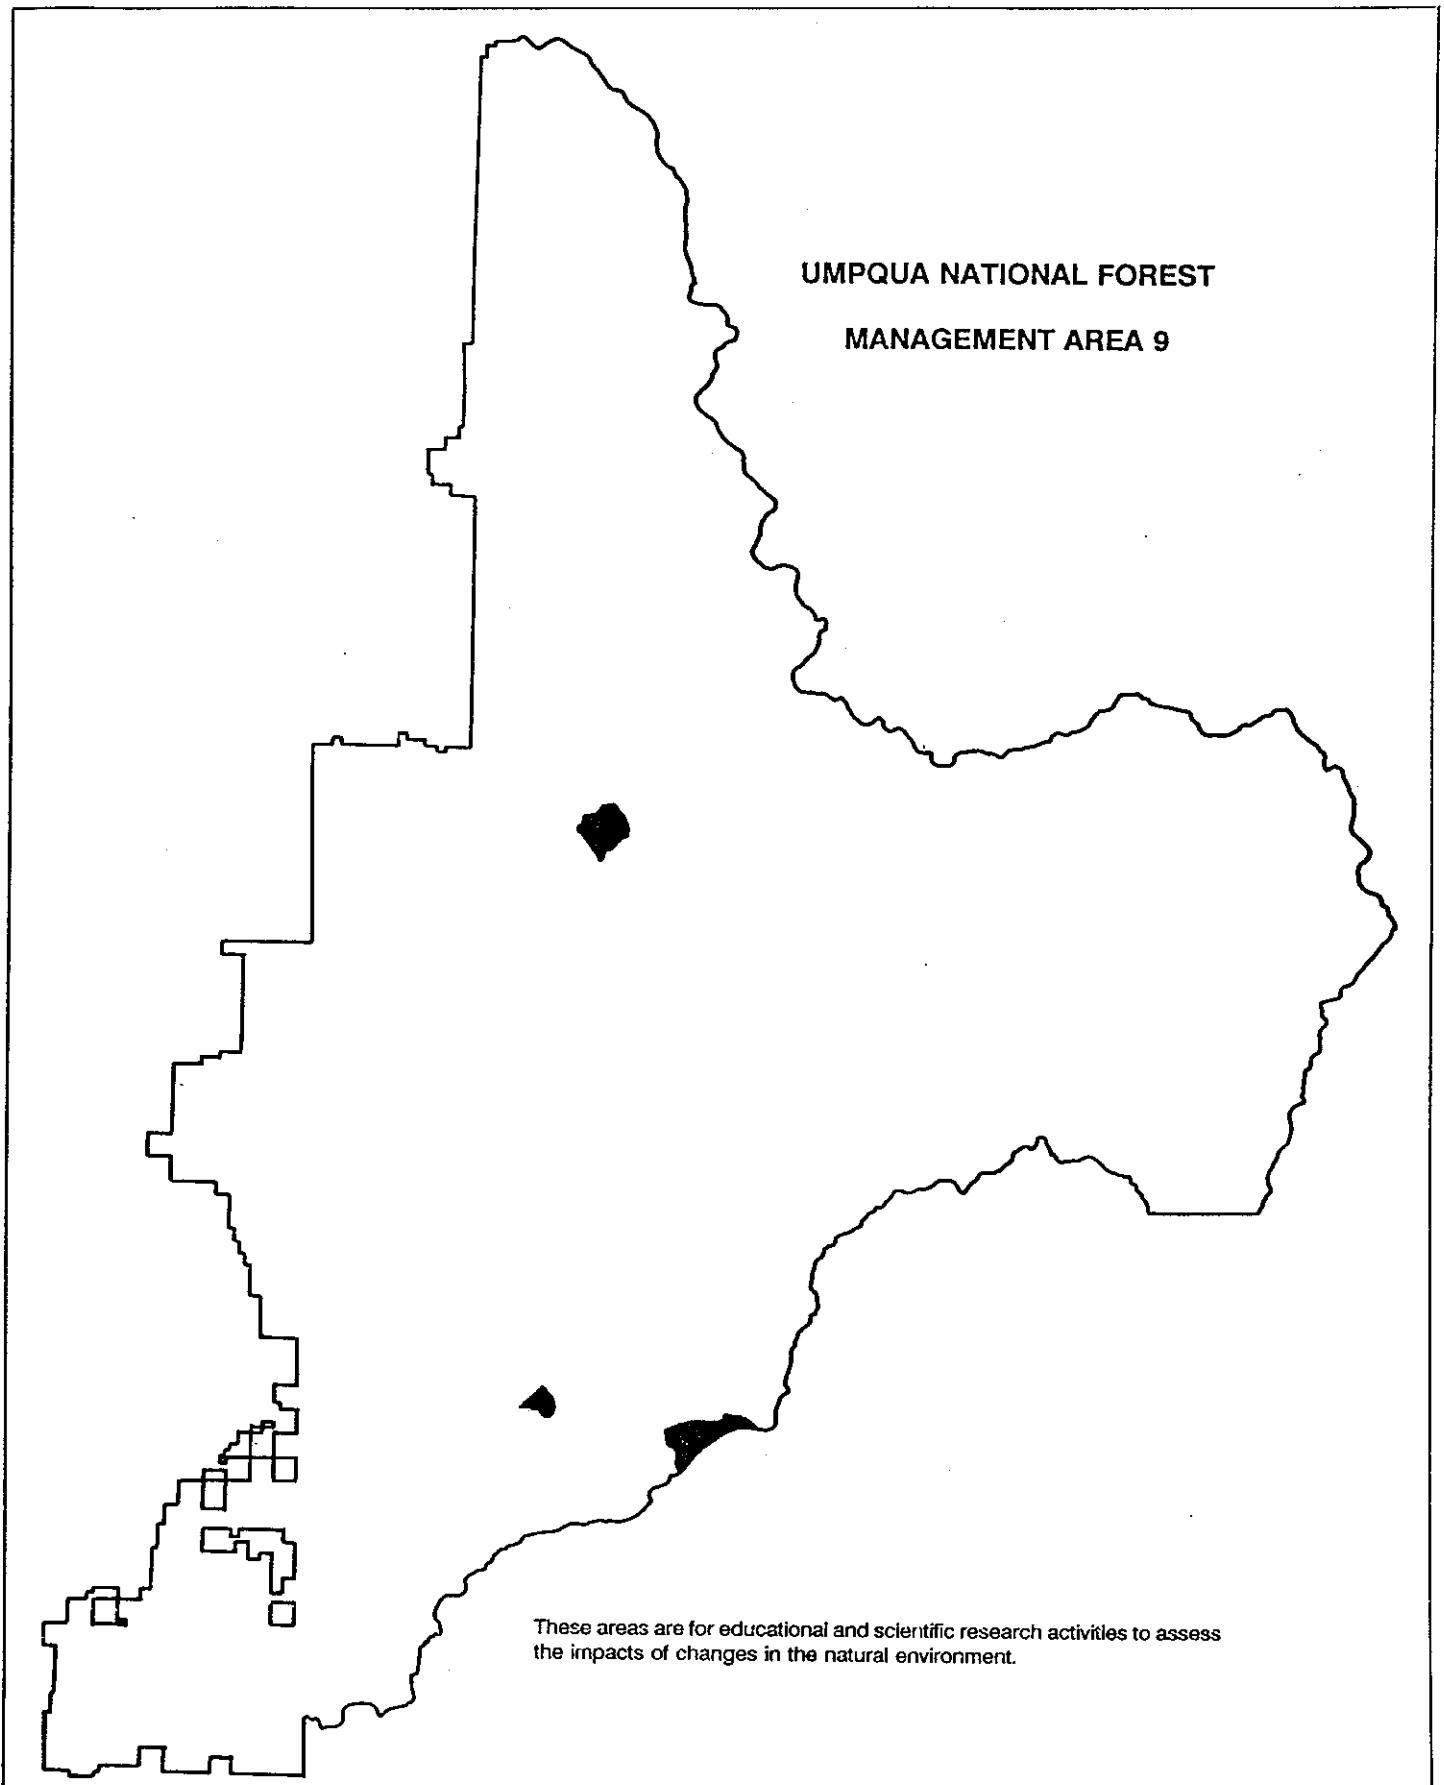 UMPQUA NATIONAL FOREST
MANAGEMENT AREA 9
These areas are for educational and scientific research activities to assess
the impacts of changes in the natural environment.